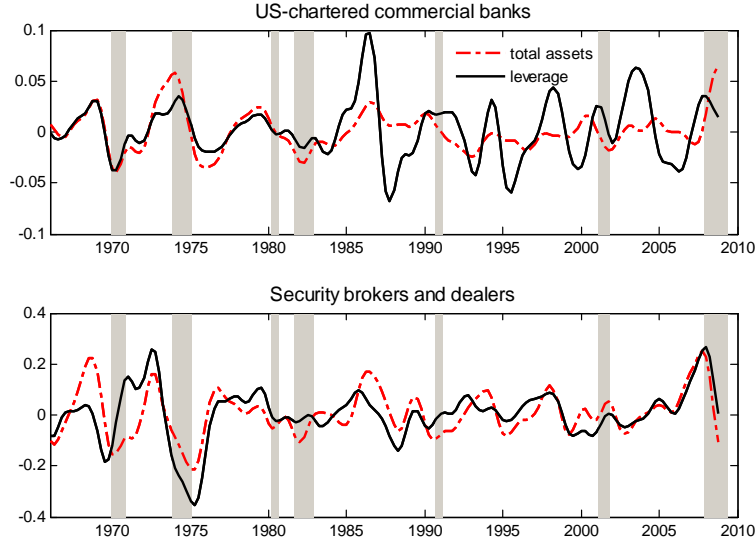 US-chartered commercial banks
0.1
0.05
0
-0.05
-0.1
total assets
leverage
1970 1975 1980 1985 1990 1995 2000 2005 2010
Security brokers and dealers
0.4
0.2
0
-0.2
-0.4
1970 1975 1980 1985 1990 1995 2000 2005 2010